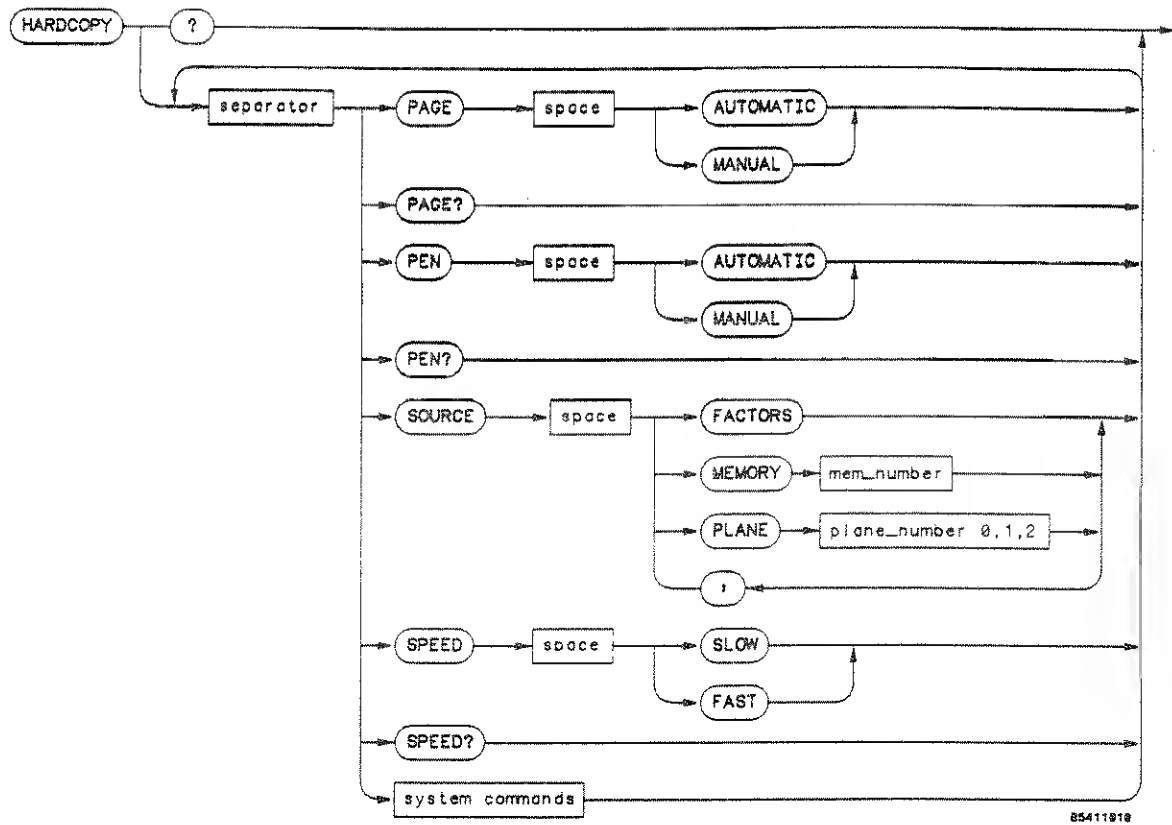 HARDCOPY ?
separator PAGE space AUTOMATIC
MANUAL
PAGE?
PEN space AUTOMATIC
MANUAL
PEN?
SOURCE space FACTORS
MEMORY mem_number
PLANE plane_number 0,1,2
,
SPEED space SLOW
FAST
SPEED?
system commands